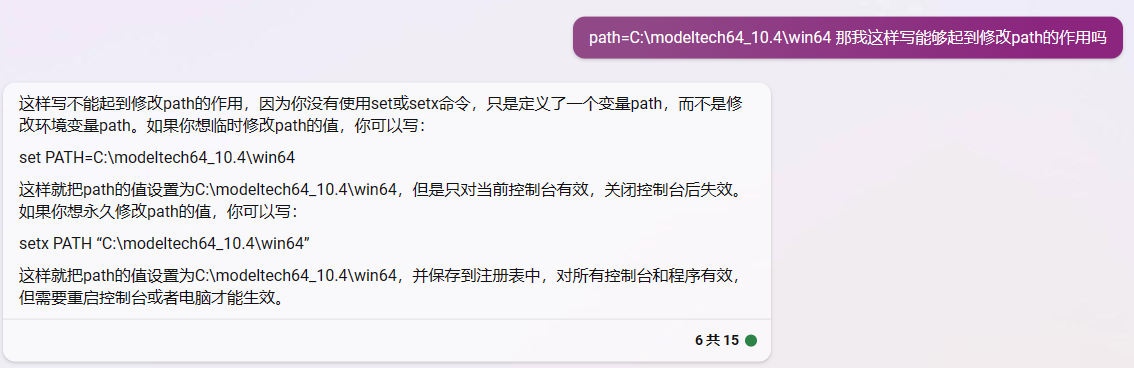 path=C:\modeltech64_10.4\win64 那我这样写能够起到修改path的作用吗
这样写不能起到修改path的作用，因为你没有使用set或setx命令，只是定义了一个变量path，而不是修
改环境变量path。如果你想临时修改path的值，你可以写：
set PATH=C:\modeltech64_10.4\win64
这样就把path的值设置为C:\modeltech64_10.4\win64，但是只对当前控制台有效，关闭控制台后失效。
如果你想永久修改path的值，你可以写：
setx PATH “C:\modeltech64_10.4\win64”
这样就把path的值设置为C:\modeltech64_10.4\win64，并保存到注册表中，对所有控制台和程序有效，
但需要重启控制台或者电脑才能生效。
6 共 15